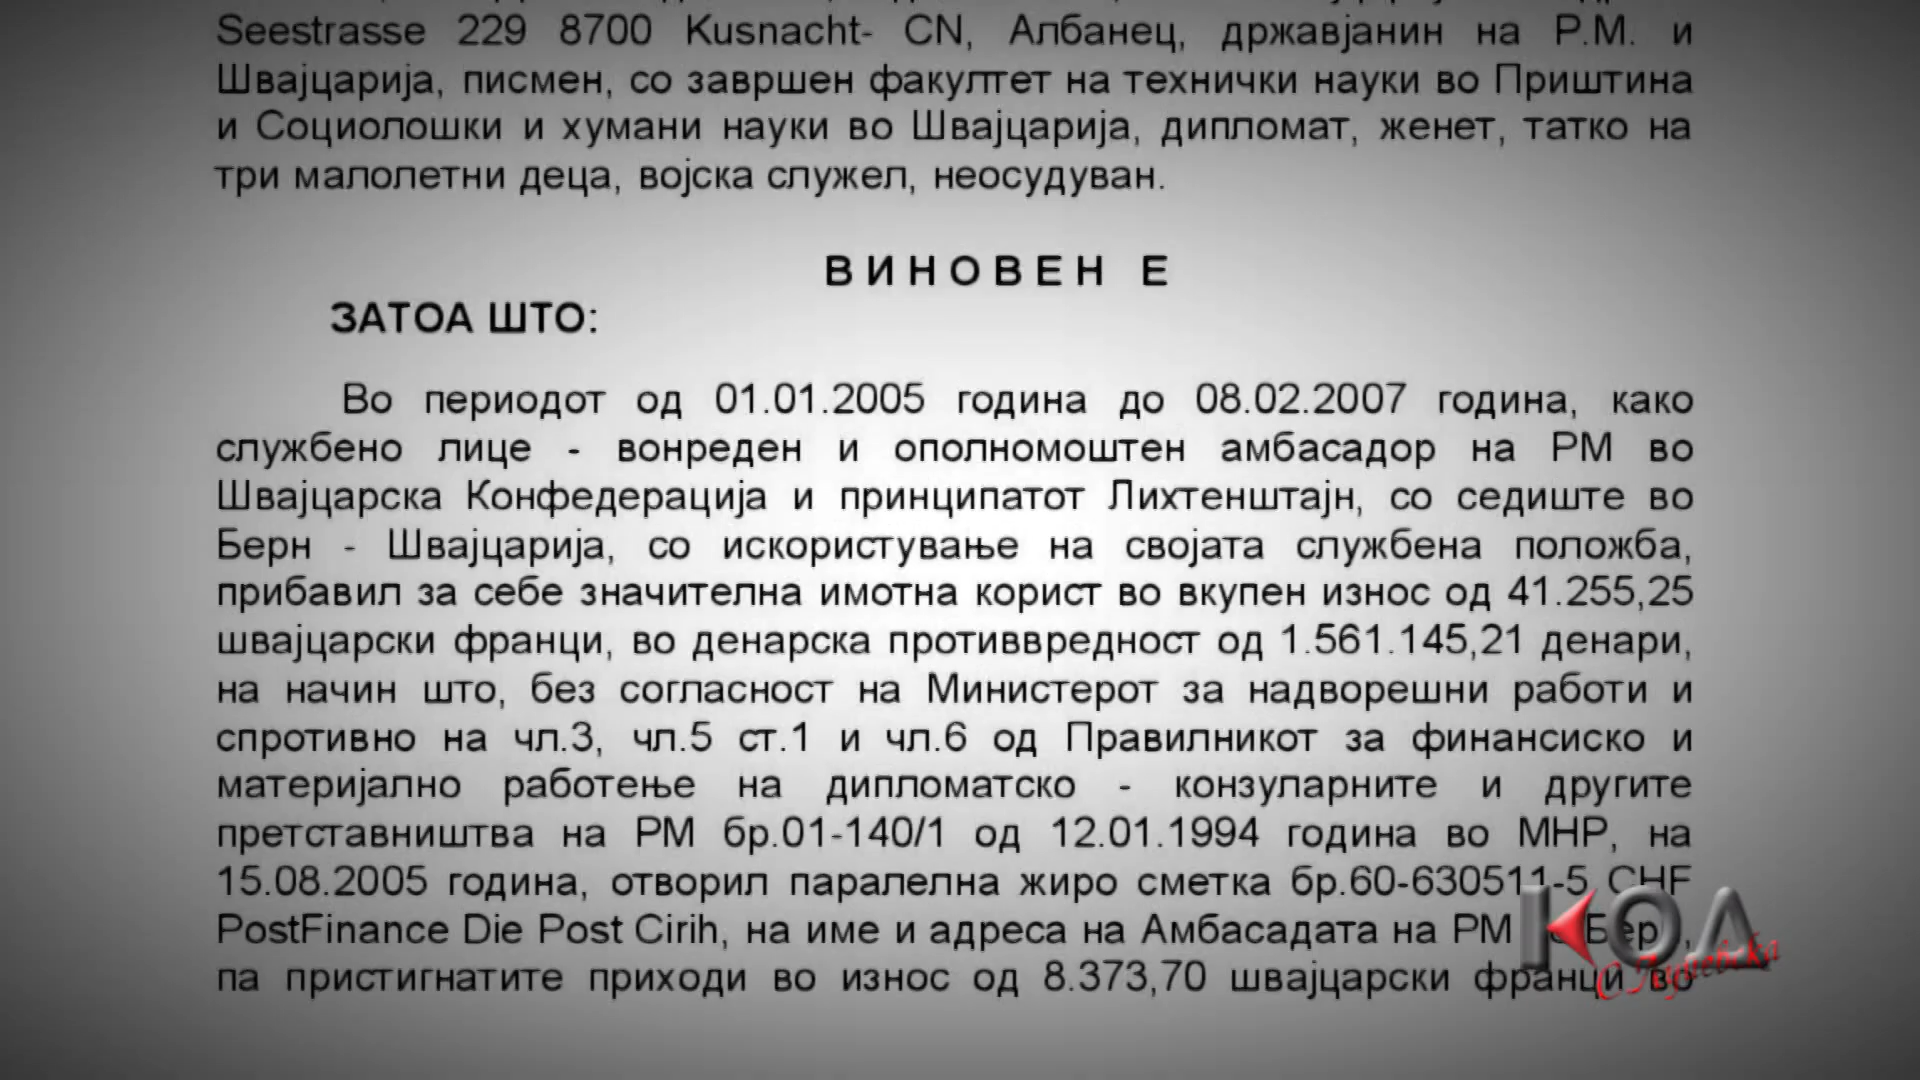 Seestrasse 229 8700 Kusnacht- CN, Албанец, државјанин на Р.М. и
Швајцарија, писмен, со завршен факултет на технички науки во Приштина
и Социолошки и хумани науки во Швајцарија, дипломат, женет, татко на
три малолетни деца, војска служел, неосудуван.
ВИНОВЕН Е
ЗАТОА ШТО:
Во периодот од 01.01.2005 година до 08.02.2007 година, како
службено лице - вонреден и ополномоштен амбасадор на РМ во
Швајцарска Конфедерација и принципатот Лихтенштајн, со седиште во
Берн - Швајцарија, со искористување на својата службена положба,
прибавил за себе значителна имотна корист во вкупен износ од 41.255,25
швајцарски франци, во денарска противвредност од 1.561.145,21 денари,
на начин што, без согласност на Министерот за надворешни работи и
спротивно на чл.3, чл.5 ст.1 и чл.6 од Правилникот за финансиско и
материјално работење на дипломатско - конзуларните и другите
претставништва на РМ бр.01-140/1 од 12.01.1994 година во МНР, на
15.08.2005 година, отворил паралелна жиро сметка бр.60-630511-5 CHF
PostFinance Die Post Cirih, на име и адреса на Амбасадата на РМ
па пристигнатите приходи во износ од 8.373,70 швајцарски франци во
КОД